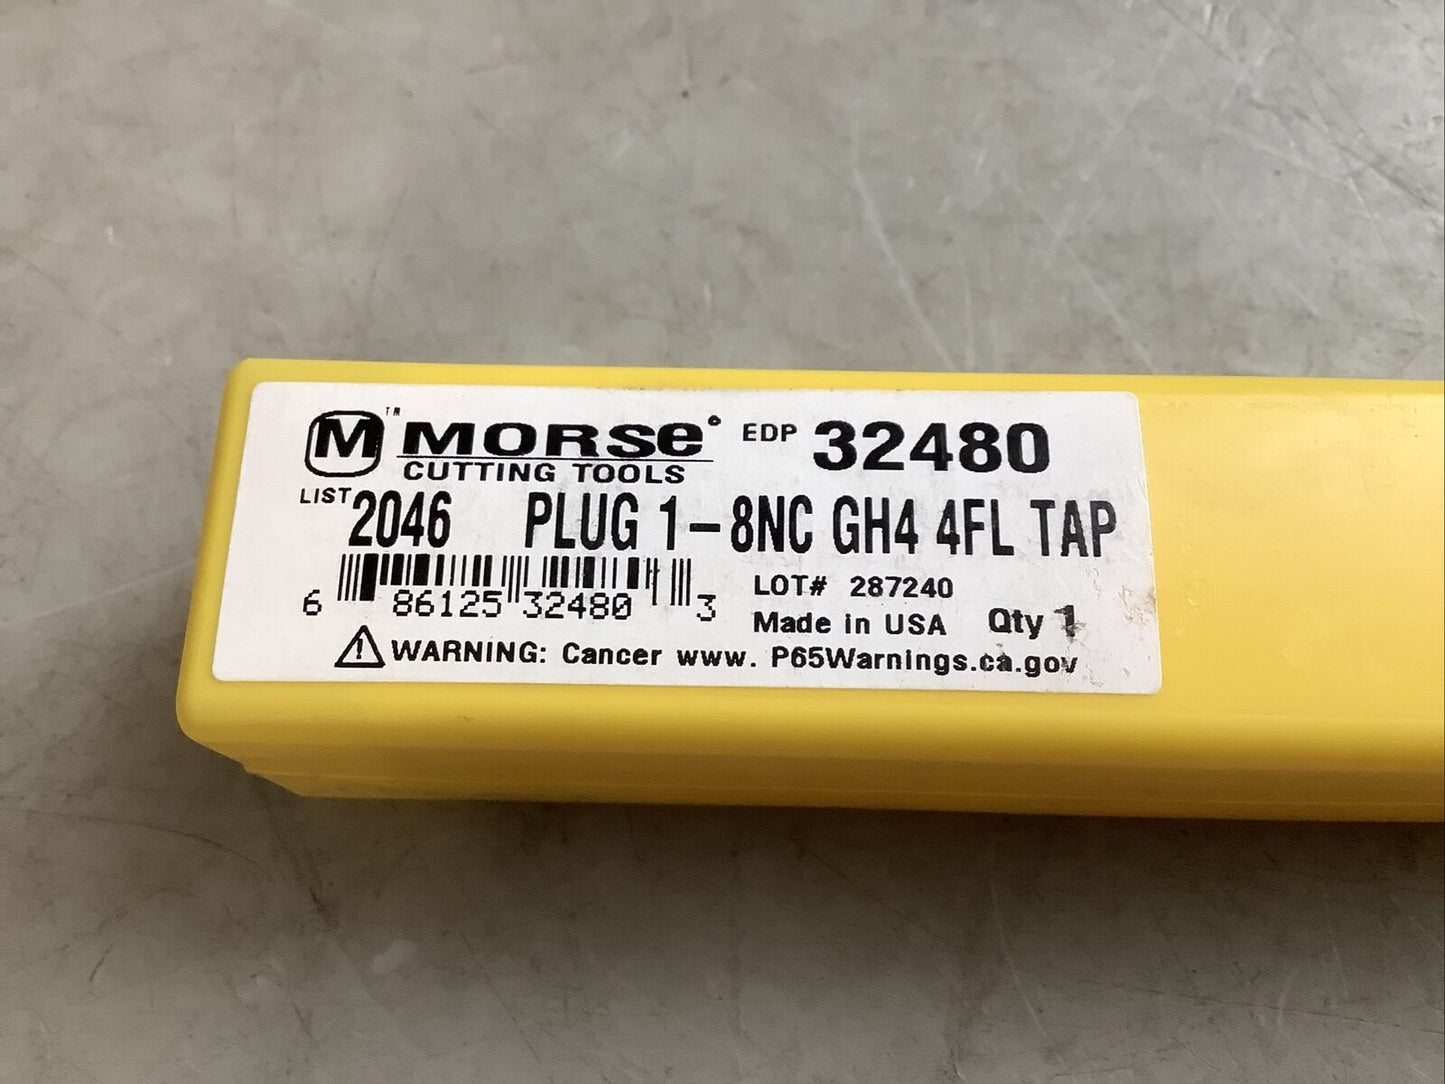 M™ MORSe® EDP 32480
CUTTING TOOLS
LIST 2046 PLUG 1-8NC GH4 4FL TAP
6 86125 32480 3
LOT# 287240
Made in USA Qty 1
WARNING: Cancer www. P65Warnings.ca.gov